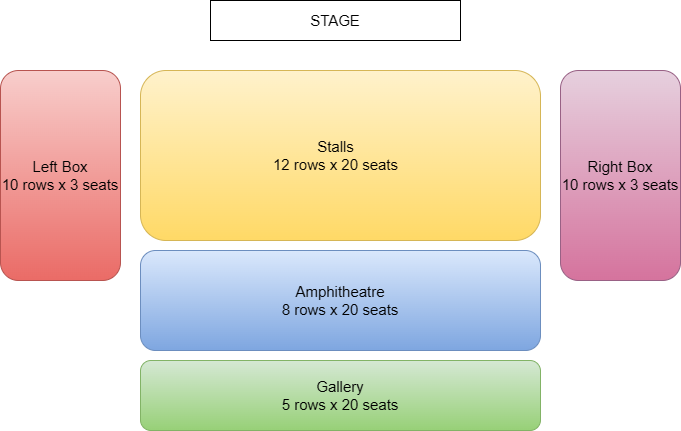 STAGE
Left Box
10 rows x 3 seats
Stalls
12 rows x 20 seats
Right Box
10 rows x 3 seats
Amphitheatre
8 rows x 20 seats
Gallery
5 rows x 20 seats